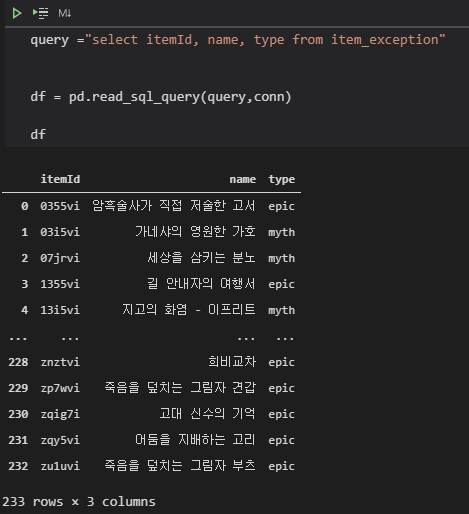 M↓
query ="select itemId, name, type from item_exception"
df = pd.read_sql_query(query,conn)
df
itemId name type
0 0355vi 암흑술사가 직접 저술한 고서 epic
1 03i5vi 가네샤의 영원한 가호 myth
2 07jrvi 세상을 삼키는 분노 myth
3 1355vi 길 안내자의 여행서 epic
4 13i5vi 지고의 화염 - 이프리트 myth
... ... ... ...
228 znztvi 희비교차 epic
229 zp7wvi 죽음을 덮치는 그림자 견갑 epic
230 zqig7i 고대 신수의 기억 epic
231 zqy5vi 어둠을 지배하는 고리 epic
232 zu1uvi 죽음을 덮치는 그림자 부츠 epic
233 rows × 3 columns